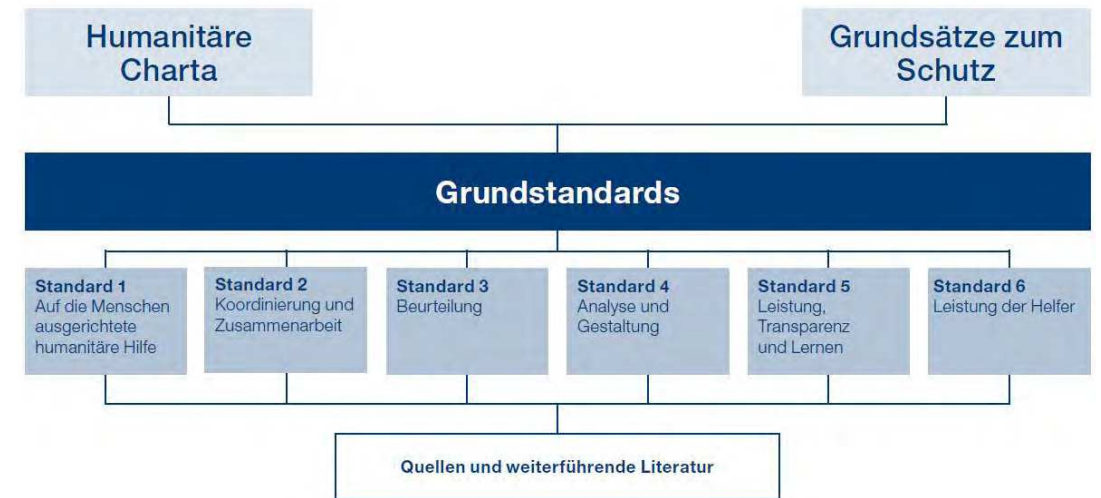 Humanitäre
Charta
Grundsätze zum
Schutz
Grundstandards
Standard 1
Auf die Menschen
ausgerichtete
humanitäre Hilfe
Standard 2
Koordinierung und
Zusammenarbeit
Standard 3
Beurteilung
Standard 4
Analyse und
Gestaltung
Standard 5
Leistung,
Transparenz
und Lernen
Standard 6
Leistung der Helfer
Quellen und weiterführende Literatur